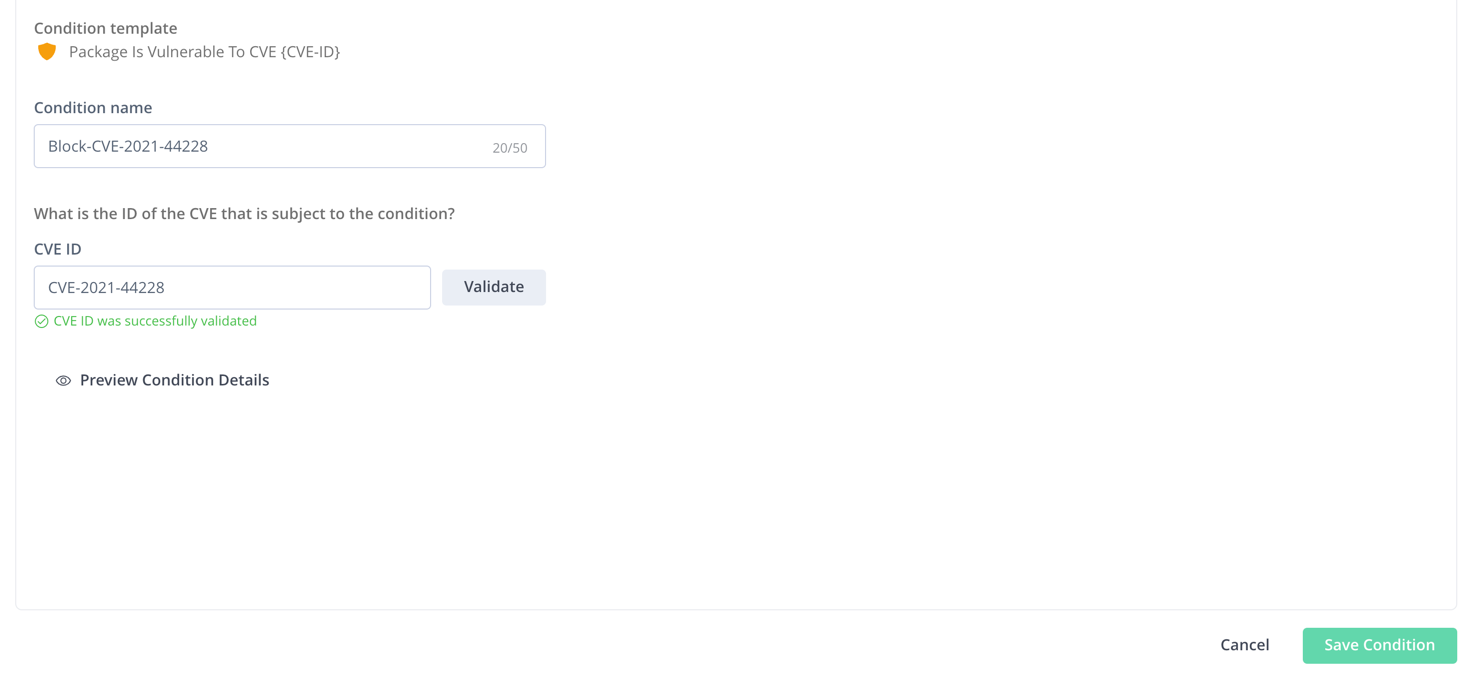 Condition template
Package Is Vulnerable To CVE {CVE-ID}
Condition name
Block-CVE-2021-44228 20/50
What is the ID of the CVE that is subject to the condition?
CVE ID
CVE-2021-44228 Validate
CVE ID was successfully validated
Preview Condition Details
Cancel Save Condition